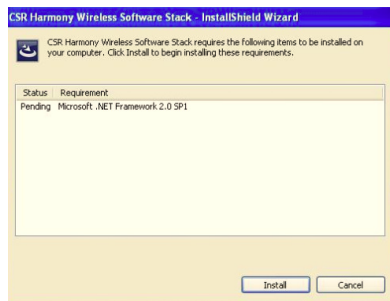 CSR Harmony Wireless Software Stack - InstallShield Wizard
CSR Harmony Wireless Software Stack requires the following items to be installed on
your computer. Click Install to begin installing these requirements.
Status Requirement
Pending Microsoft .NET Framework 2.0 SP1
Install Cancel